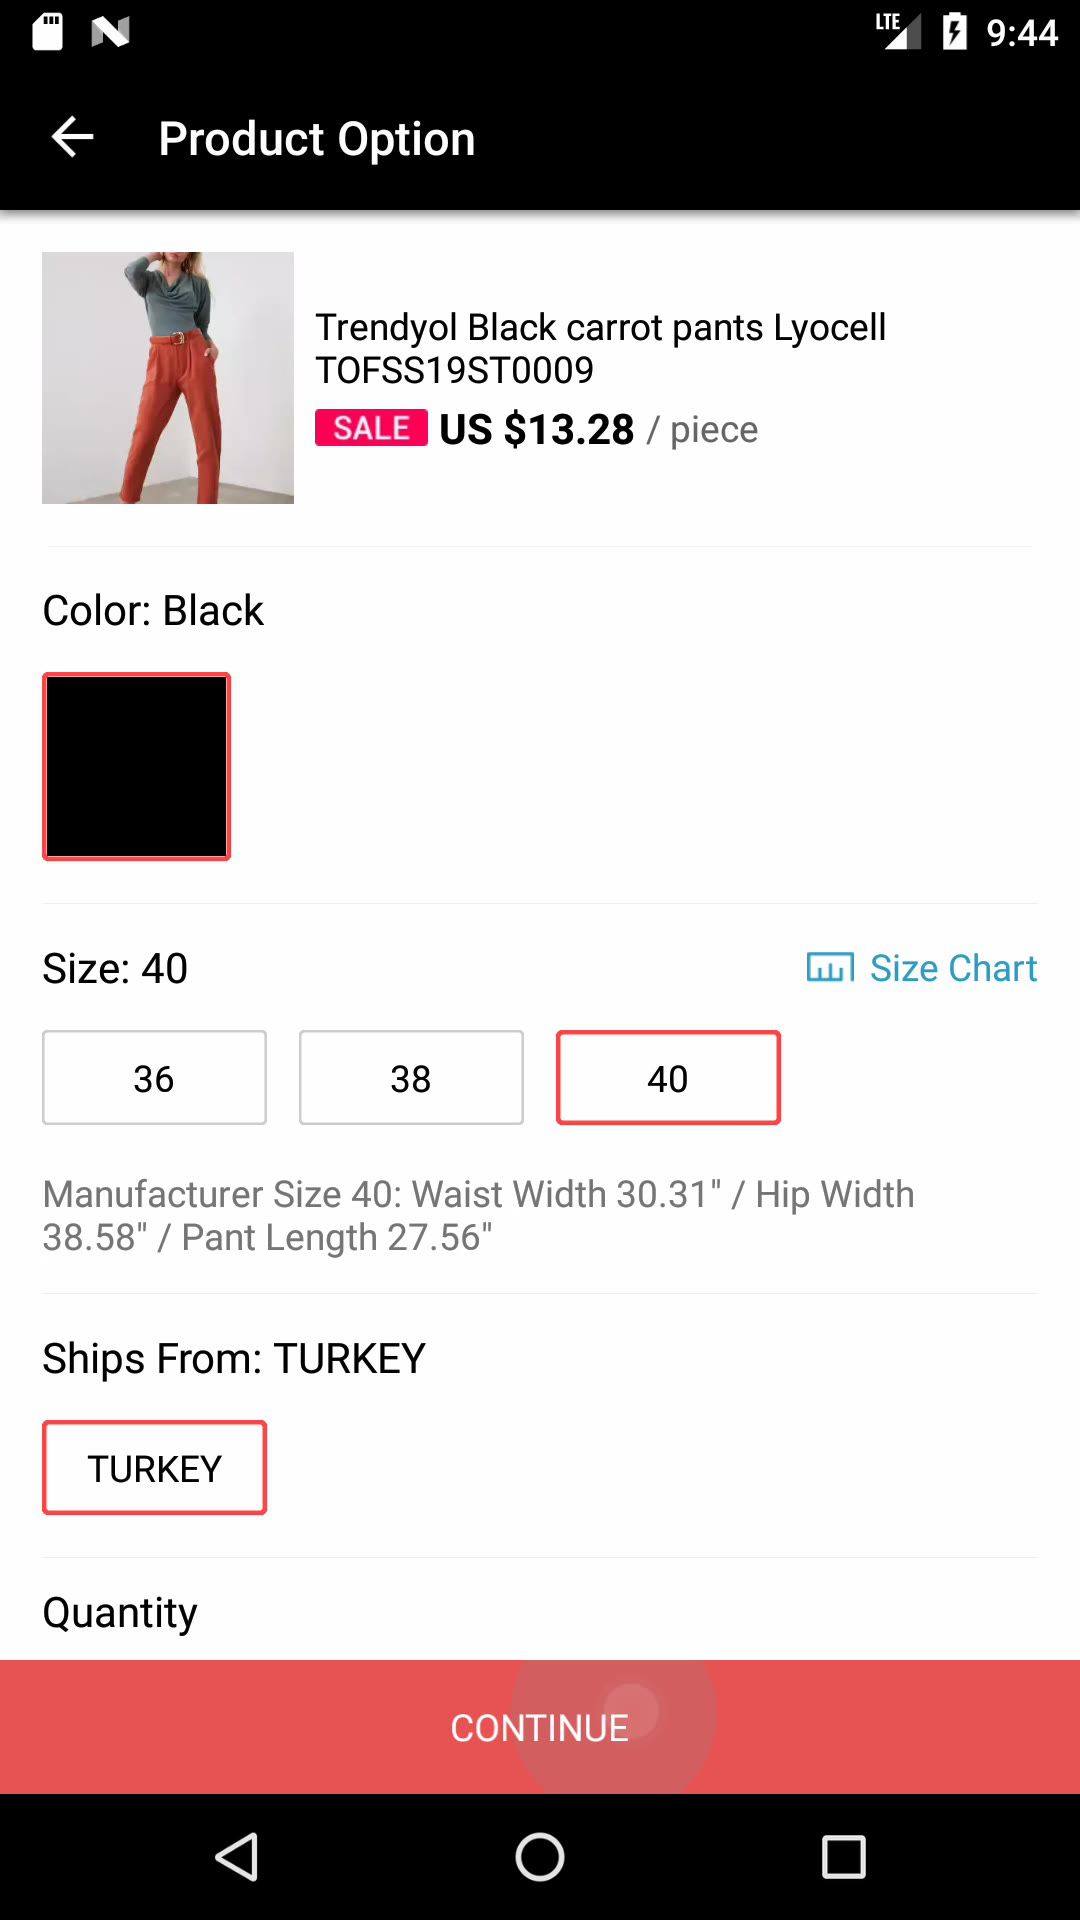 LTE 9:44
Product Option
Trendyol Black carrot pants Lyocell
TOFSS19ST0009
SALE US $13.28 / piece
Color: Black
Size: 40
Size Chart
36 38 40
Manufacturer Size 40: Waist Width 30.31" / Hip Width
38.58" / Pant Length 27.56"
Ships From: TURKEY
TURKEY
Quantity
CONTINUE